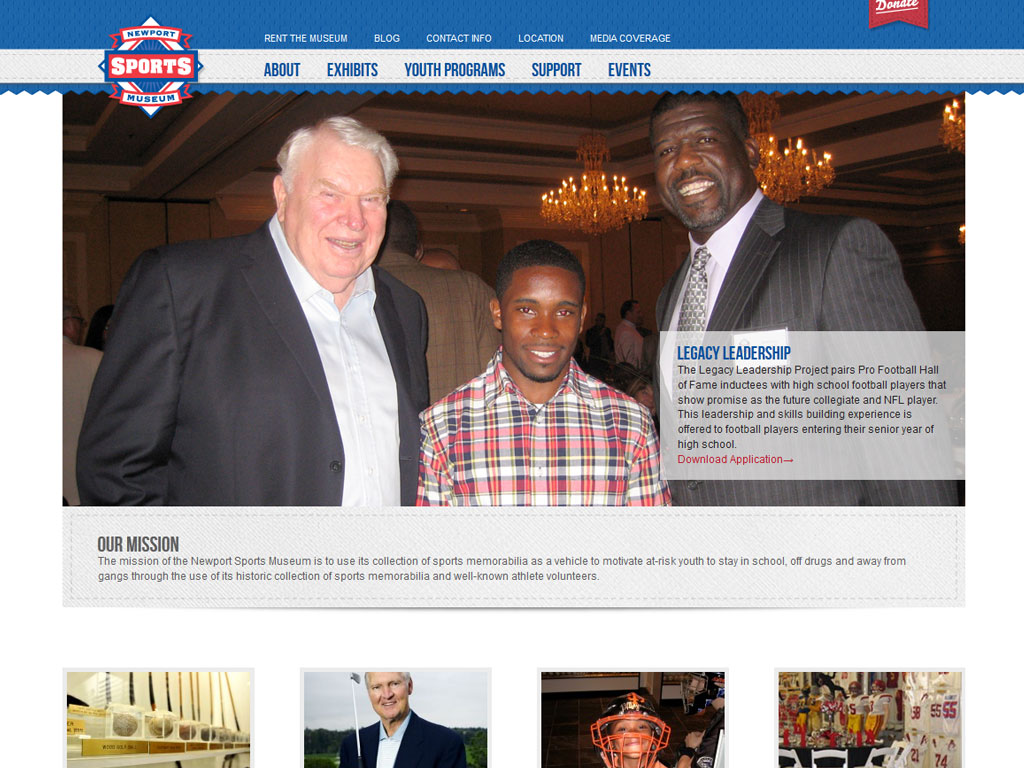 Donate
RENT THE MUSEUM BLOG CONTACT INFO LOCATION MEDIA COVERAGE
NEWPORT
SPORTS
MUSEUM
ABOUT EXHIBITS YOUTH PROGRAMS SUPPORT EVENTS
LEGACY LEADERSHIP
The Legacy Leadership Project pairs Pro Football Hall
of Fame inductees with high school football players that
show promise as the future collegiate and NFL player.
This leadership and skills building experience is
offered to football players entering their senior year of
high school.
Download Application→
OUR MISSION
The mission of the Newport Sports Museum is to use its collection of sports memorabilia as a vehicle to motivate at-risk youth to stay in school, off drugs and away from
gangs through the use of its historic collection of sports memorabilia and well-known athlete volunteers.
58 55 55
21 74